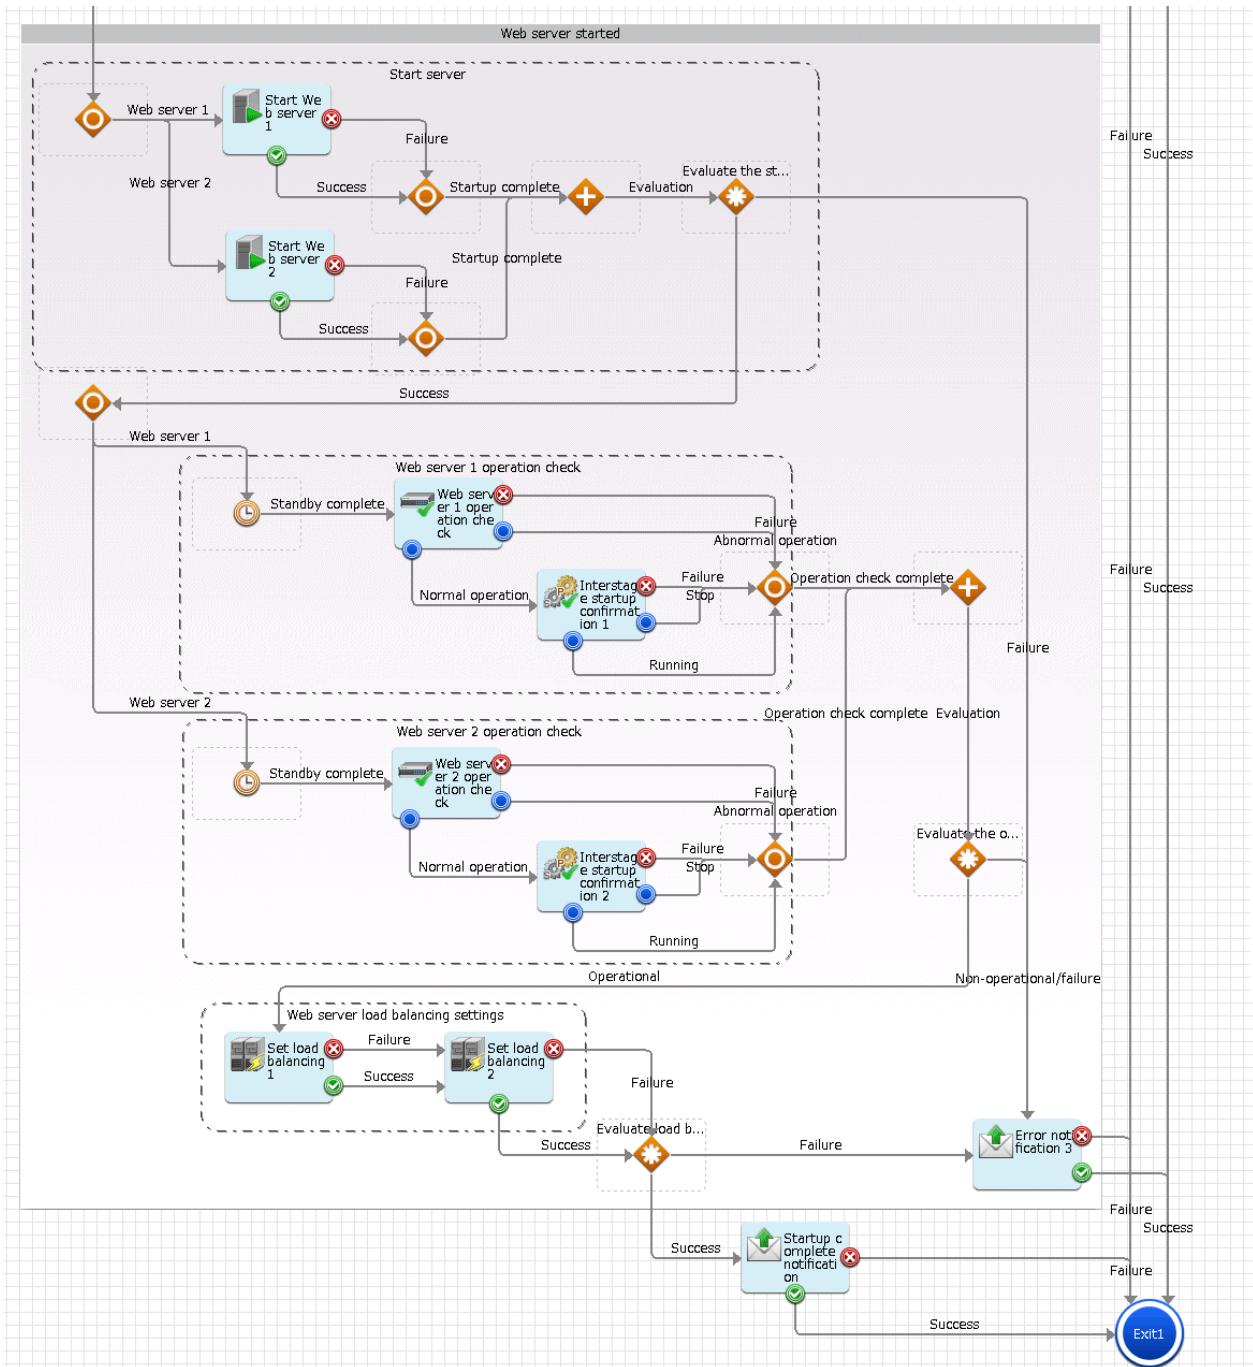 Web server started
Start server
Web server 1
Start We
b server
1
Failure
Failure
Success
Web server 2
Success
Startup complete
Evaluation
Evaluate the st...
Start We
b server
2
Startup complete
Failure
Success
Success
Web server 1
Web server 1 operation check
Standby complete
Web serv
er 1 oper
ation che
ck
Failure
Abnormal operation
Normal operation
Interstag
e startup
confirmat
ion 1
Failure
Stop
Operation check complete
Failure
Success
Failure
Running
Web server 2
Operation check complete
Evaluation
Web server 2 operation check
Standby complete
Web serv
er 2 oper
ation che
ck
Failure
Abnormal operation
Evaluate the o...
Normal operation
Interstag
e startup
confirmat
ion 2
Failure
Stop
Running
Operational
Non-operational/failure
Web server load balancing settings
Set load
balancing
1
Failure
Success
Set load
balancing
2
Failure
Evaluate load b...
Success
Failure
Error noti
fication 3
Failure
Success
Success
Startup c
omplete
notificati
on
Failure
Success
Exit1